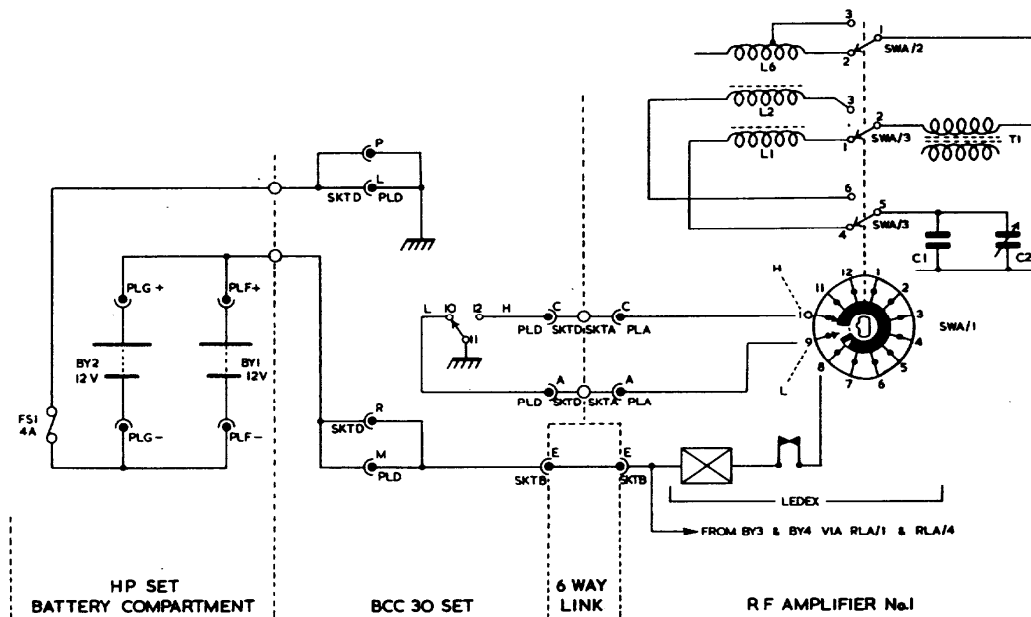 3
1
SWA/2
2
L6
3
L2
2
1
SWA/3
L1
T1
P
L
SKTD
PLD
6
5
4
SWA/3
C1
C2
H
12
1
11
2
PLG+
PLF+
L
10
12
H
C
C
1
3
SWA/1
PLD
SKTD
SKTA
PLA
11
9
4
BY2
12V
BY1
12V
8
5
7
6
A
A
L
PLD
SKTD
SKTA
PLA
FS1
4A
R
PLG-
PLF-
SKTD
M
E
E
PLD
SKTB
SKTB
LEDEX
FROM BY3 & BY4 VIA RLA/1 & RLA/4
HP SET
BATTERY COMPARTMENT
BCC 30 SET
6 WAY
LINK
RF AMPLIFIER No.1